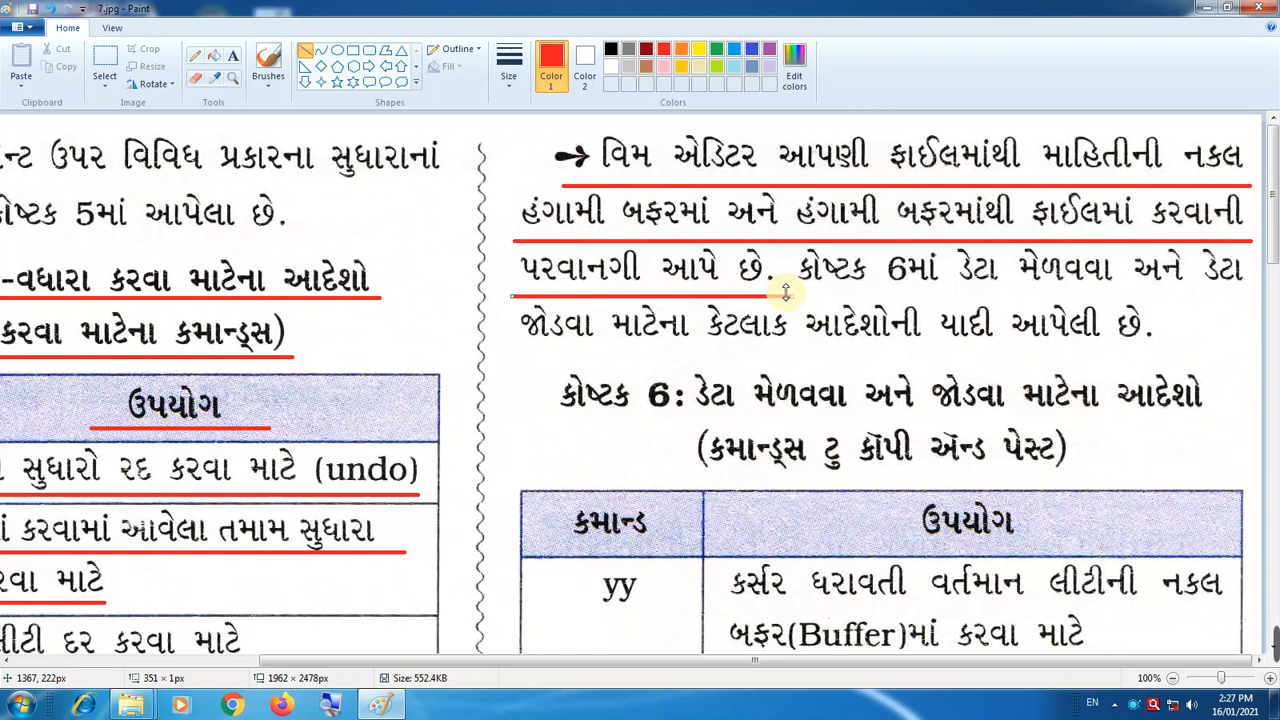 7.jpg - Paint
Home
View
Paste
Cut
Copy
Clipboard
Select
Crop
Resize
Rotate
Image
Tools
Brushes
Shapes
Outline
Fill
Size
Color 1
Color 2
Edit colors
Colors
ન્ટ ઉપર વિવિધ પ્રકારના સુધારાનાં
કોષ્ટક 5માં આપેલા છે.
-વધારા કરવા માટેના આદેશો
કરવા માટેના કમાન્ડ્સ)
ઉપયોગ
સુધારો રદ કરવા માટે (undo)
માં કરવામાં આવેલા તમામ સુધારા
રવા માટે
લીટી દર કરવા માટે
➜ વિમ એડિટર આપણી ફાઈલમાંથી માહિતીની નકલ
હંગામી બફરમાં અને હંગામી બફરમાંથી ફાઈલમાં કરવાની
પરવાનગી આપે છે. કોષ્ટક 6માં ડેટા મેળવવા અને ડેટા
જોડવા માટેના કેટલાક આદેશોની યાદી આપેલી છે.
કોષ્ટક 6: ડેટા મેળવવા અને જોડવા માટેના આદેશો
(કમાન્ડ્સ ટુ કૉપી ઍન્ડ પેસ્ટ)
કમાન્ડ
ઉપયોગ
yy
કર્સર ધરાવતી વર્તમાન લીટીની નકલ
બફર(Buffer)માં કરવા માટે
1367, 222px
351 × 1px
1962 × 2478px
Size: 552.4KB
100%
EN
2:27 PM
16/01/2021